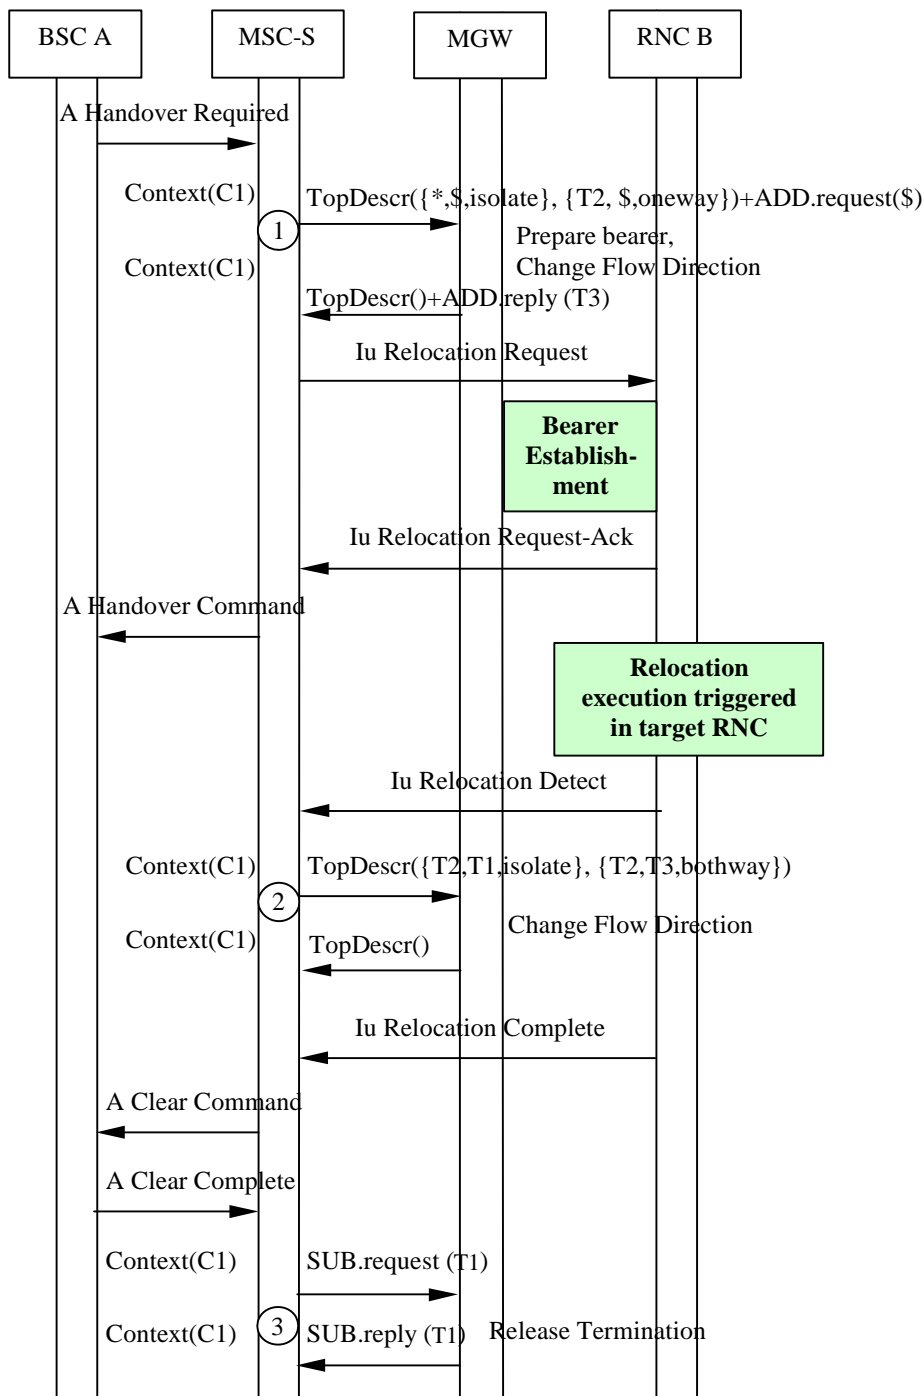 BSC A
MSC-S
MGW
RNC B
A Handover Required
Context(C1)
TopDescr({*,$,isolate}, {T2, $,oneway})+ADD.request($)
1
Prepare bearer,
Change Flow Direction
Context(C1)
TopDescr()+ADD.reply (T3)
Iu Relocation Request
Bearer
Establish-
ment
Iu Relocation Request-Ack
A Handover Command
Relocation
execution triggered
in target RNC
Iu Relocation Detect
Context(C1)
TopDescr({T2,T1,isolate}, {T2,T3,bothway})
2
Change Flow Direction
Context(C1)
TopDescr()
Iu Relocation Complete
A Clear Command
A Clear Complete
Context(C1)
SUB.request (T1)
3
Context(C1)
SUB.reply (T1)
Release Termination